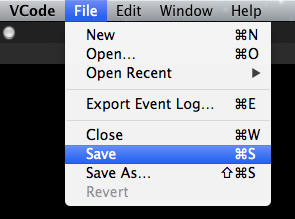 VCode File Edit Window Help
New ⌘N
Open... ⌘O
Open Recent ▶
Export Event Log... ⌘E
Close ⌘W
Save ⌘S
Save As... ⇧⌘S
Revert